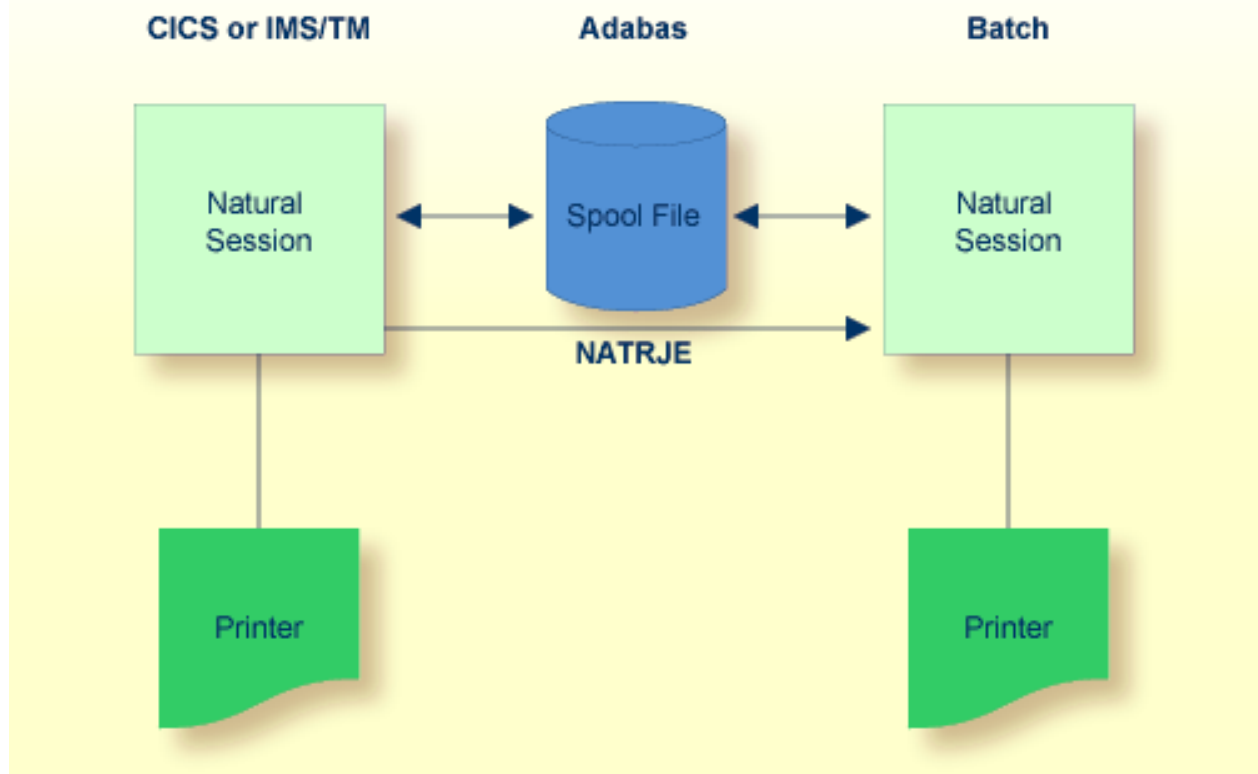 CICS or IMS/TM
Adabas
Batch
Natural
Session
Spool File
Natural
Session
NATRJE
Printer
Printer